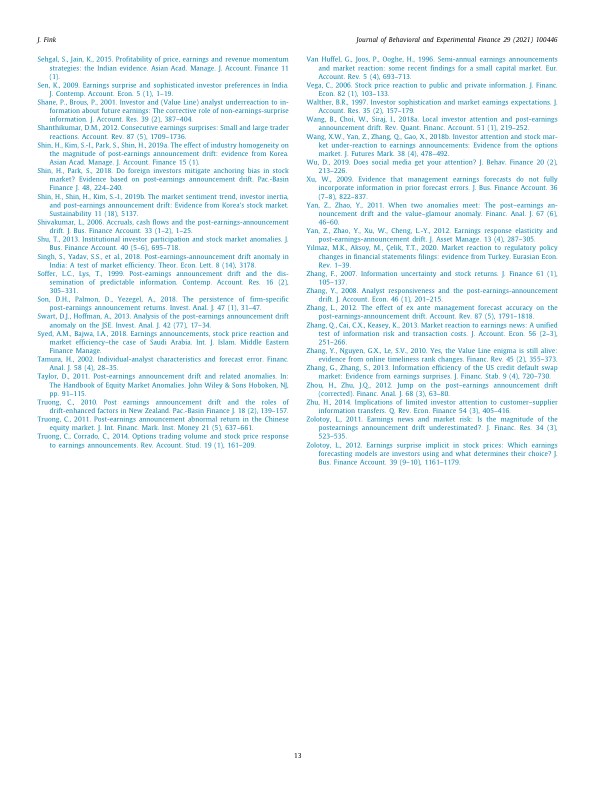 J. Fink
Journal of Behavioral and Experimental Finance 29 (2021) 100446
Sehgal, S., Jain, K., 2015. Profitability of price, earnings and revenue momentum
strategies: the Indian evidence. Asian Acad. Manage. J. Account. Finance 11
(1).
Sen, K., 2009. Earnings surprise and sophisticated investor preferences in India.
J. Contemp. Account. Econ. 5 (1), 1–19.
Shane, P., Brous, P., 2001. Investor and (Value Line) analyst underreaction to in-
formation about future earnings: The corrective role of non-earnings-surprise
information. J. Account. Res. 39 (2), 387–404.
Shanthikumar, D.M., 2012. Consecutive earnings surprises: Small and large trader
reactions. Account. Rev. 87 (5), 1709–1736.
Shin, H., Kim, S.-I., Park, S., Shin, H., 2019a. The effect of industry homogeneity on
the magnitude of post-earnings announcement drift: evidence from Korea.
Asian Acad. Manage. J. Account. Finance 15 (1).
Shin, H., Park, S., 2018. Do foreign investors mitigate anchoring bias in stock
market? Evidence based on post-earnings announcement drift. Pac.-Basin
Finance J. 48, 224–240.
Shin, H., Shin, H., Kim, S.-I., 2019b. The market sentiment trend, investor inertia,
and post-earnings announcement drift: Evidence from Korea's stock market.
Sustainability 11 (18), 5137.
Shivakumar, L., 2006. Accruals, cash flows and the post-earnings-announcement
drift. J. Bus. Finance Account. 33 (1–2), 1–25.
Shu, T., 2013. Institutional investor participation and stock market anomalies. J.
Bus. Finance Account. 40 (5–6), 695–718.
Singh, S., Yadav, S.S., et al., 2018. Post-earnings-announcement drift anomaly in
India: A test of market efficiency. Theor. Econ. Lett. 8 (14), 3178.
Soffer, L.C., Lys, T., 1999. Post-earnings announcement drift and the dis-
semination of predictable information. Contemp. Account. Res. 16 (2),
305–331.
Son, D.H., Palmon, D., Yezegel, A., 2018. The persistence of firm-specific
post-earnings announcement returns. Invest. Anal. J. 47 (1), 31–47.
Swart, D.J., Hoffman, A., 2013. Analysis of the post-earnings announcement drift
anomaly on the JSE. Invest. Anal. J. 42 (77), 17–34.
Syed, A.M., Bajwa, I.A., 2018. Earnings announcements, stock price reaction and
market efficiency–the case of Saudi Arabia. Int. J. Islam. Middle Eastern
Finance Manage.
Tamura, H., 2002. Individual-analyst characteristics and forecast error. Financ.
Anal. J. 58 (4), 28–35.
Taylor, D., 2011. Post-earnings announcement drift and related anomalies. In:
The Handbook of Equity Market Anomalies. John Wiley & Sons Hoboken, NJ,
pp. 91–115.
Truong, C., 2010. Post earnings announcement drift and the roles of
drift-enhanced factors in New Zealand. Pac.-Basin Finance J. 18 (2), 139–157.
Truong, C., 2011. Post-earnings announcement abnormal return in the Chinese
equity market. J. Int. Financ. Mark. Inst. Money 21 (5), 637–661.
Truong, C., Corrado, C., 2014. Options trading volume and stock price response
to earnings announcements. Rev. Account. Stud. 19 (1), 161–209.
Van Huffel, G., Joos, P., Ooghe, H., 1996. Semi-annual earnings announcements
and market reaction: some recent findings for a small capital market. Eur.
Account. Rev. 5 (4), 693–713.
Vega, C., 2006. Stock price reaction to public and private information. J. Financ.
Econ. 82 (1), 103–133.
Walther, B.R., 1997. Investor sophistication and market earnings expectations. J.
Account. Res. 35 (2), 157–179.
Wang, B., Choi, W., Siraj, I., 2018a. Local investor attention and post-earnings
announcement drift. Rev. Quant. Financ. Account. 51 (1), 219–252.
Wang, X.W., Yan, Z., Zhang, Q., Gao, X., 2018b. Investor attention and stock mar-
ket under-reaction to earnings announcements: Evidence from the options
market. J. Futures Mark. 38 (4), 478–492.
Wu, D., 2019. Does social media get your attention? J. Behav. Finance 20 (2),
213–226.
Xu, W., 2009. Evidence that management earnings forecasts do not fully
incorporate information in prior forecast errors. J. Bus. Finance Account. 36
(7–8), 822–837.
Yan, Z., Zhao, Y., 2011. When two anomalies meet: The post–earnings an-
nouncement drift and the value–glamour anomaly. Financ. Anal. J. 67 (6),
46–60.
Yan, Z., Zhao, Y., Xu, W., Cheng, L.-Y., 2012. Earnings response elasticity and
post-earnings-announcement drift. J. Asset Manage. 13 (4), 287–305.
Yilmaz, M.K., Aksoy, M., Çelik, T.T., 2020. Market reaction to regulatory policy
changes in financial statements filings: evidence from Turkey. Eurasian Econ.
Rev. 1–39.
Zhang, F., 2007. Information uncertainty and stock returns. J. Finance 61 (1),
105–137.
Zhang, Y., 2008. Analyst responsiveness and the post-earnings-announcement
drift. J. Account. Econ. 46 (1), 201–215.
Zhang, L., 2012. The effect of ex ante management forecast accuracy on the
post-earnings-announcement drift. Account. Rev. 87 (5), 1791–1818.
Zhang, Q., Cai, C.X., Keasey, K., 2013. Market reaction to earnings news: A unified
test of information risk and transaction costs. J. Account. Econ. 56 (2–3),
251–266.
Zhang, Y., Nguyen, G.X., Le, S.V., 2010. Yes, the Value Line enigma is still alive:
evidence from online timeliness rank changes. Financ. Rev. 45 (2), 355–373.
Zhang, G., Zhang, S., 2013. Information efficiency of the US credit default swap
market: Evidence from earnings surprises. J. Financ. Stab. 9 (4), 720–730.
Zhou, H., Zhu, J.Q., 2012. Jump on the post–earnings announcement drift
(corrected). Financ. Anal. J. 68 (3), 63–80.
Zhu, H., 2014. Implications of limited investor attention to customer–supplier
information transfers. Q. Rev. Econ. Finance 54 (3), 405–416.
Zolotoy, L., 2011. Earnings news and market risk: Is the magnitude of the
postearnings announcement drift underestimated?. J. Financ. Res. 34 (3),
523–535.
Zolotoy, L., 2012. Earnings surprise implicit in stock prices: Which earnings
forecasting models are investors using and what determines their choice? J.
Bus. Finance Account. 39 (9–10), 1161–1179.
13